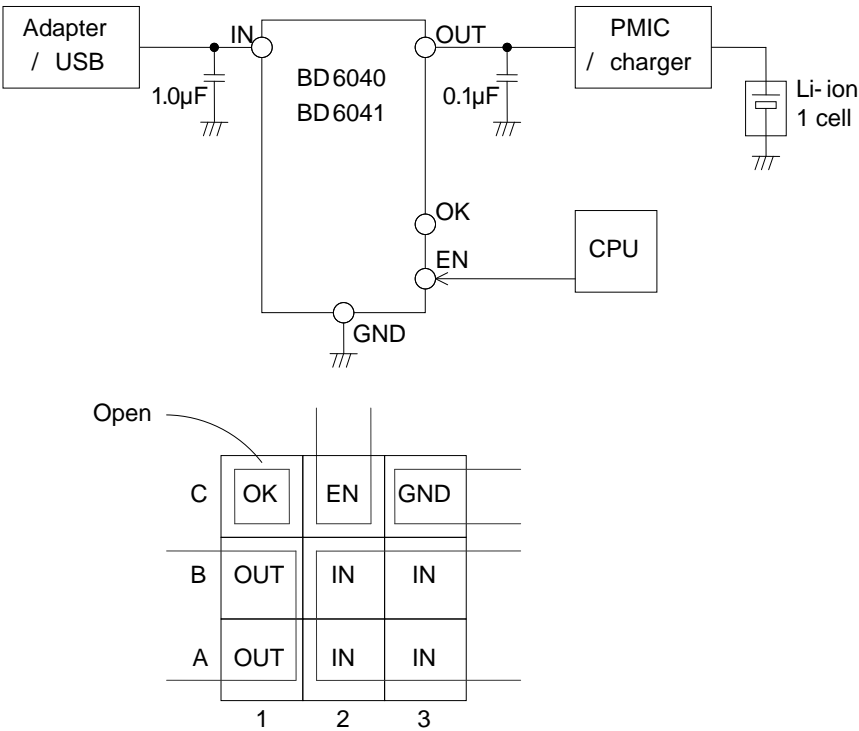 Adapter
/ USB
IN
OUT
PMIC
/ charger
BD6040
BD6041
1.0µF
0.1µF
Li-ion
1 cell
OK
EN
CPU
GND
Open
C OK EN GND
B OUT IN IN
A OUT IN IN
1 2 3